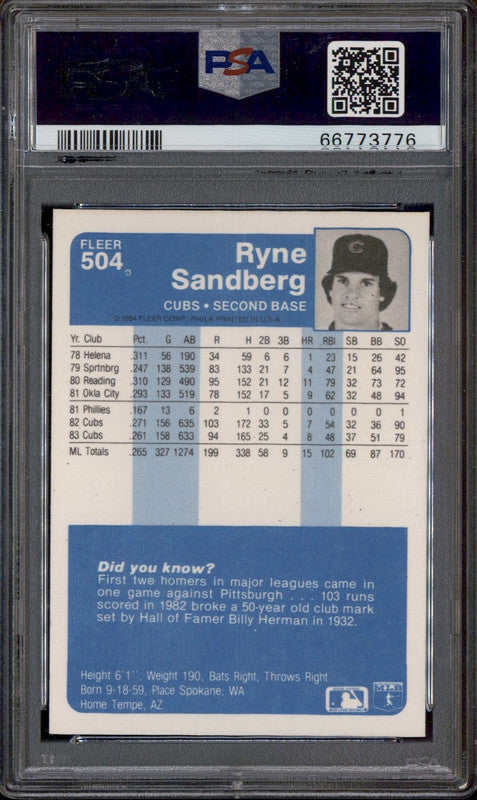 PSA
66773776
FLEER
504
Ryne
Sandberg
CUBS • SECOND BASE
© 1984 FLEER CORP., PHILA PRINTED IN U.S.A.
Yr. Club Pct. G AB R H 2B 3B HR RBI SB BB SO
78 Helena .311 56 190 34 59 6 6 1 23 15 26 42
79 Sprtnbrg .247 138 539 83 133 21 7 4 47 21 64 95
80 Reading .310 129 490 95 152 21 12 11 79 32 73 72
81 Okla City .293 133 519 78 152 17 5 9 62 32 48 94
81 Phillies .167 13 6 2 1 0 0 0 0 0 0 1
82 Cubs .271 156 635 103 172 33 5 7 54 32 36 90
83 Cubs .261 158 633 94 165 25 4 8 48 37 51 79
ML Totals .265 327 1274 199 338 58 9 15 102 69 87 170
Did you know?
First two homers in major leagues came in
one game against Pittsburgh . . . 103 runs
scored in 1982 broke a 50-year old club mark
set by Hall of Famer Billy Herman in 1932.
Height 6'1'', Weight 190, Bats Right, Throws Right
Born 9-18-59, Place Spokane, WA
Home Tempe, AZ
PSA